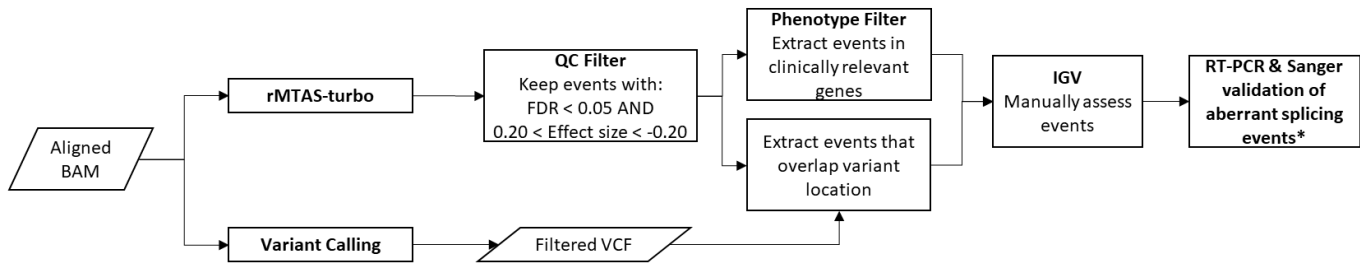 Aligned
BAM
rMTAS-turbo
Variant Calling
QC Filter
Keep events with:
FDR < 0.05 AND
0.20 < Effect size < -0.20
Filtered VCF
Phenotype Filter
Extract events in
clinically relevant
genes
Extract events that
overlap variant
location
IGV
Manually assess
events
RT-PCR & Sanger
validation of
aberrant splicing
events*